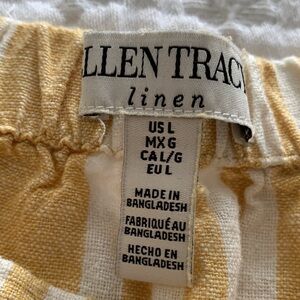 LLEN TRAC
linen
US L
MX G
CA L/G
EU L
MADE IN
BANGLADESH
FABRIQUÉ AU
BANGLADESH
HECHO EN
BANGLADESH